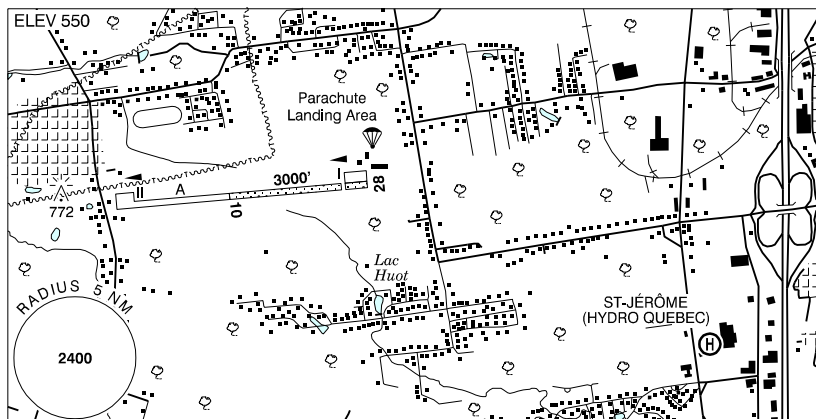 ELEV 550
Parachute
Landing Area
3000'
28
A
10
772
Lac
Huot
RADIUS 5 NM
2400
ST-JÉRÔME
(HYDRO QUEBEC)
H